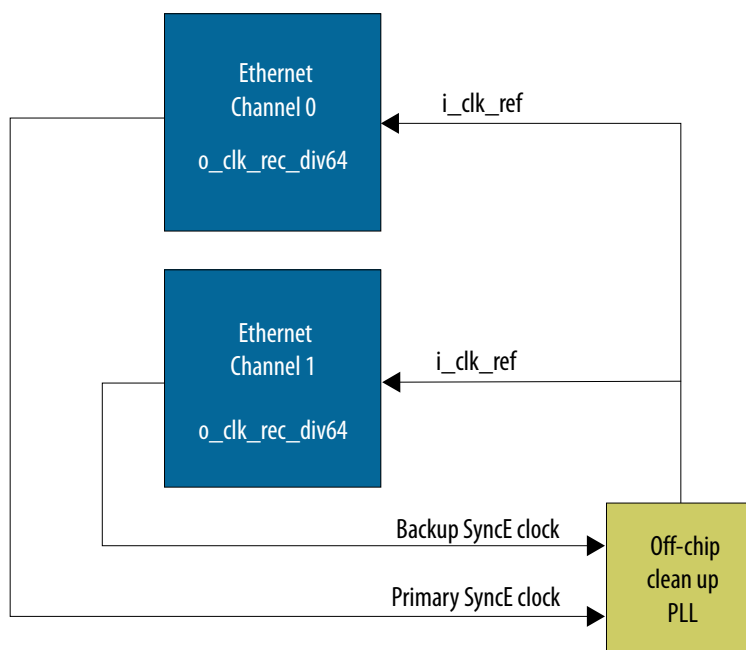 Ethernet
Channel 0
o_clk_rec_div64
i_clk_ref
Ethernet
Channel 1
o_clk_rec_div64
i_clk_ref
Backup SyncE clock
Primary SyncE clock
Off-chip
clean up
PLL